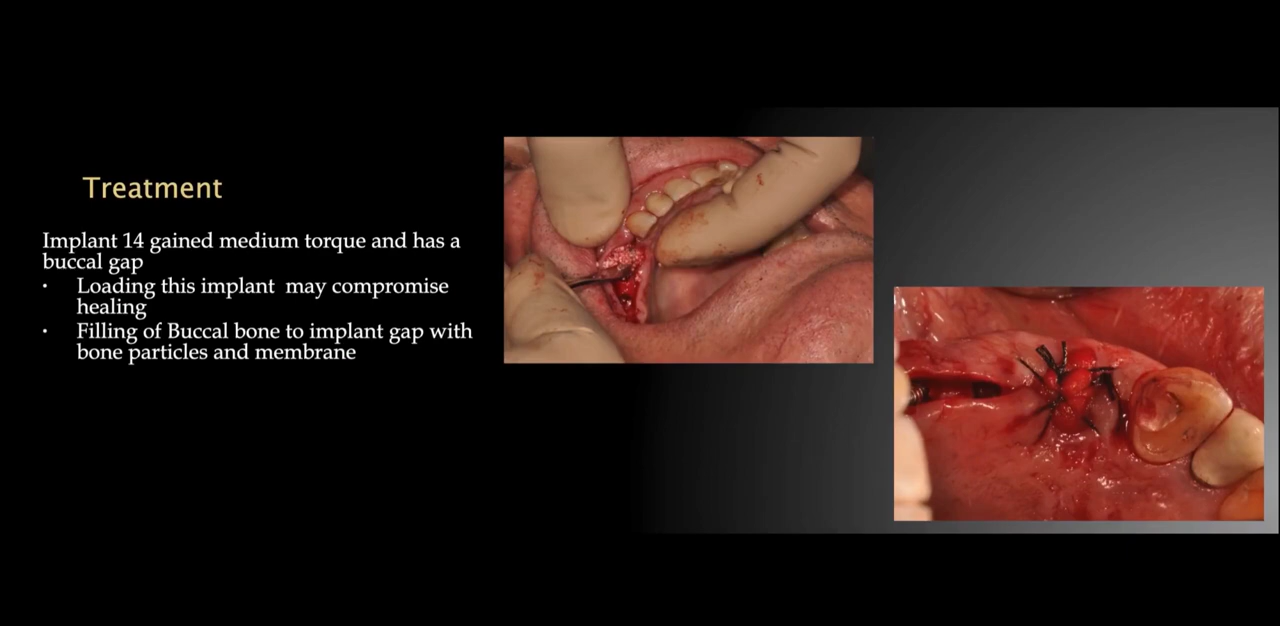 Treatment
Implant 14 gained medium torque and has a
buccal gap
· Loading this implant  may compromise
healing
· Filling of Buccal bone to implant gap with
bone particles and membrane